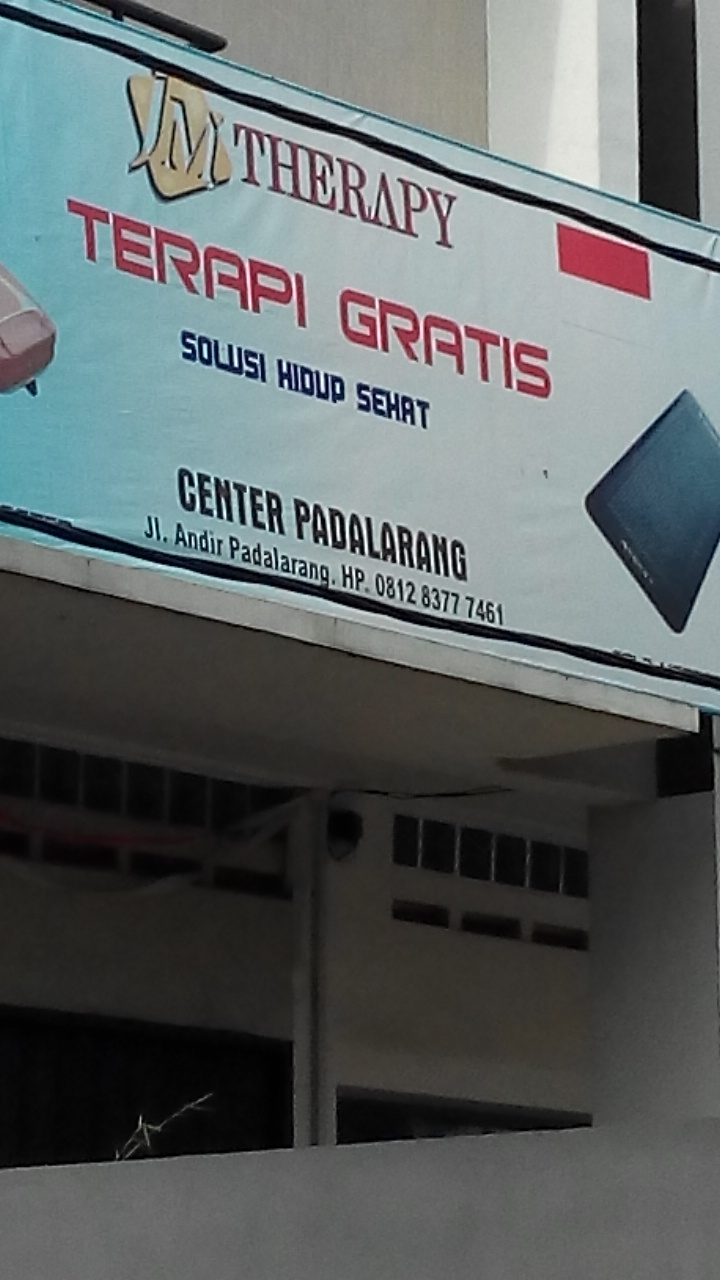 JM THERAPY
TERAPI GRATIS
SOLUSI HIDUP SEHAT
CENTER PADALARANG
Jl. Andir Padalarang. HP. 0812 8377 7461